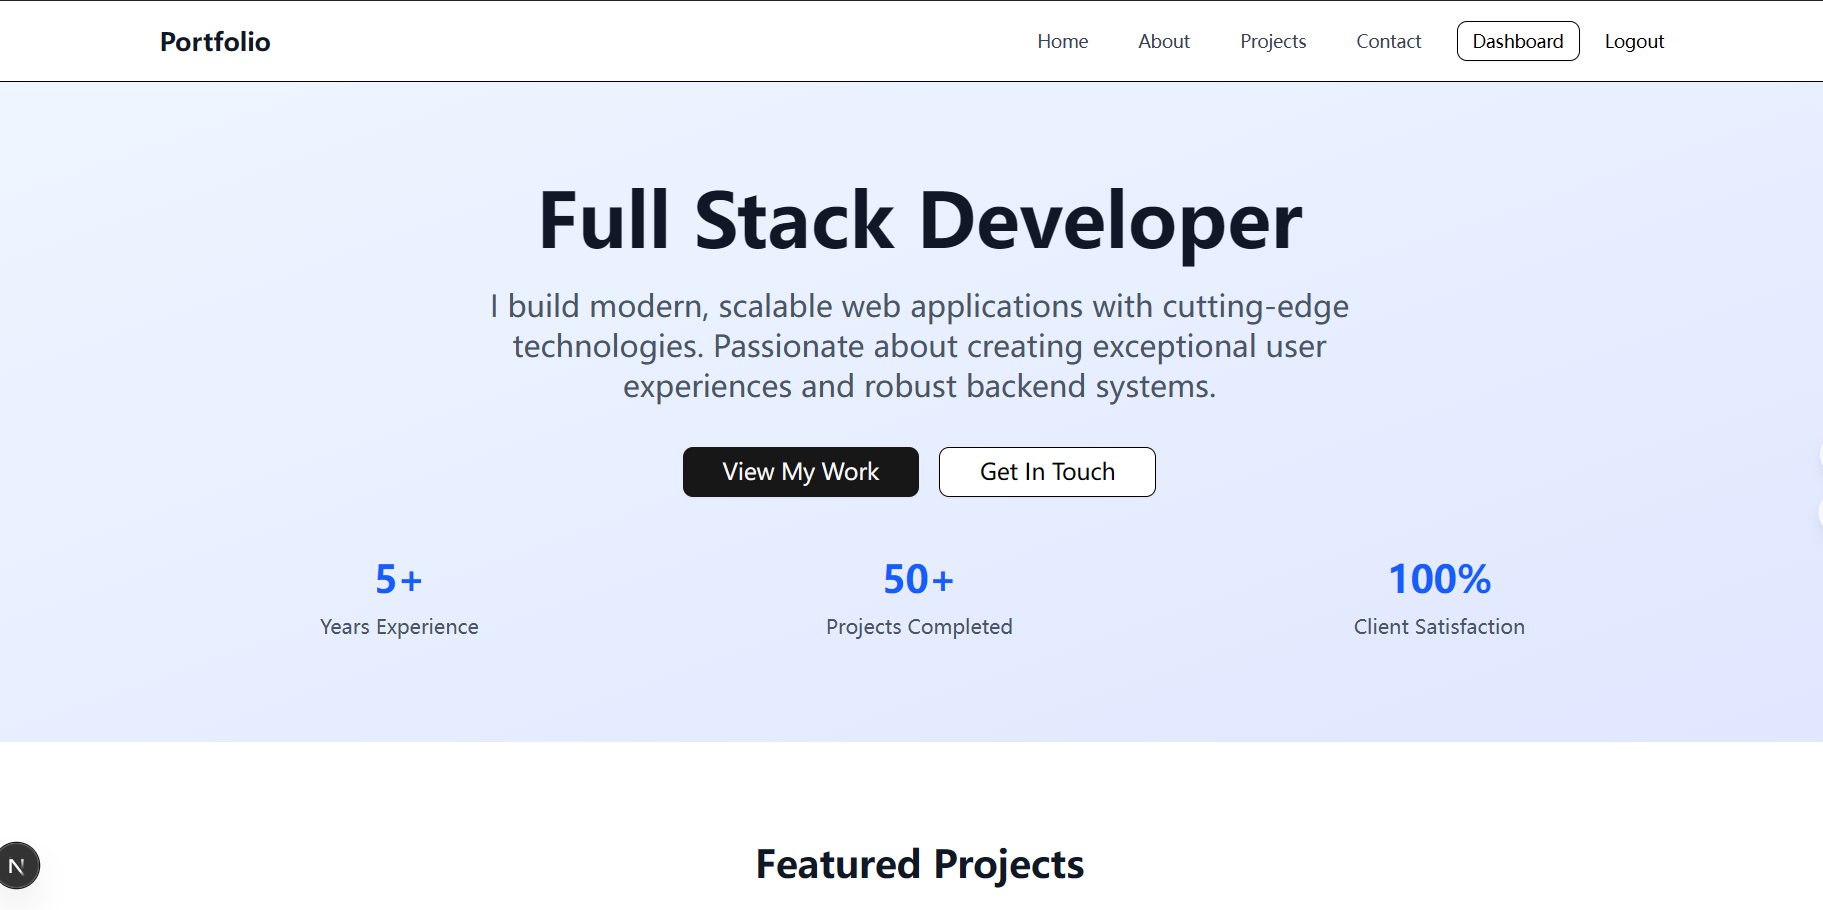 Portfolio
Home
About
Projects
Contact
Dashboard
Logout
Full Stack Developer
I build modern, scalable web applications with cutting-edge
technologies. Passionate about creating exceptional user
experiences and robust backend systems.
View My Work
Get In Touch
5+
Years Experience
50+
Projects Completed
100%
Client Satisfaction
Featured Projects
N